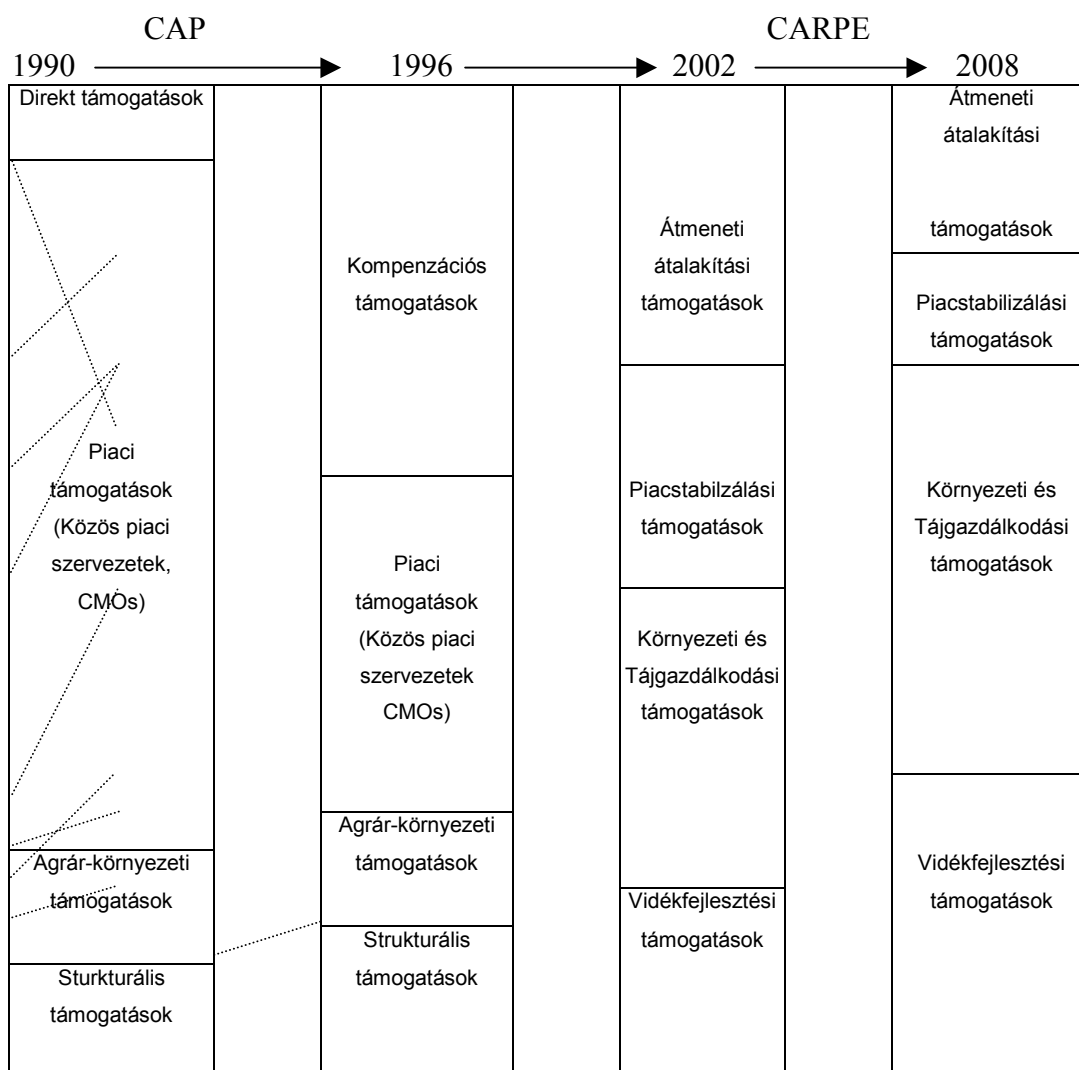 CAP
CARPE
1990
1996
2002
2008
Direkt támogatások
Piaci
támogatások
(Közös piaci
szervezetek,
CMOs)
Agrár-környezeti
támogatások
Sturkturális
támogatások
Kompenzációs
támogatások
Piaci
támogatások
(Közös piaci
szervezetek
CMOs)
Agrár-környezeti
támogatások
Strukturális
támogatások
Átmeneti
átalakítási
támogatások
Piacstabilzálási
támogatások
Környezeti és
Tájgazdálkodási
támogatások
Vidékfejlesztési
támogatások
Átmeneti
átalakítási
támogatások
Piacstabilizálási
támogatások
Környezeti és
Tájgazdálkodási
támogatások
Vidékfejlesztési
támogatások